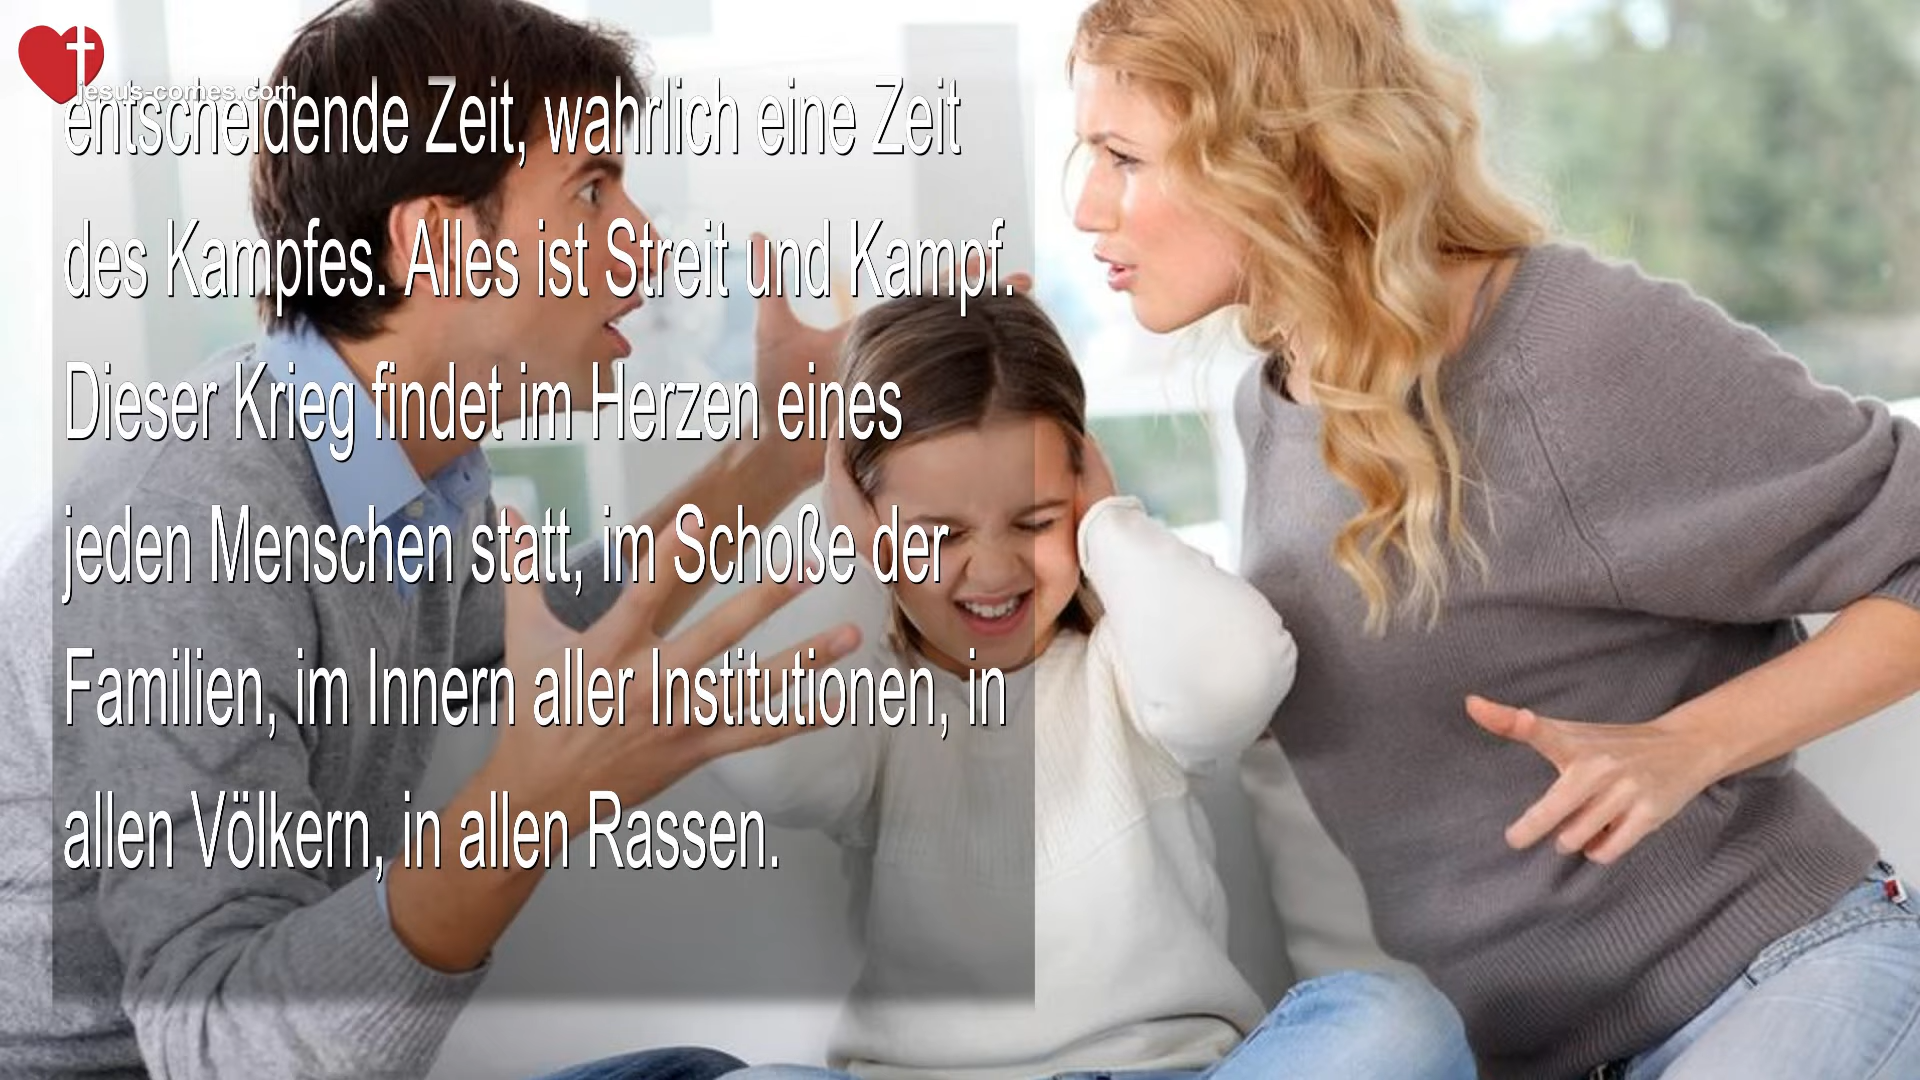 jesus-comes.com
entscheidende Zeit, wahrlich eine Zeit
des Kampfes. Alles ist Streit und Kampf.
Dieser Krieg findet im Herzen eines
jeden Menschen statt, im Schoße der
Familien, im Innern aller Institutionen, in
allen Völkern, in allen Rassen.